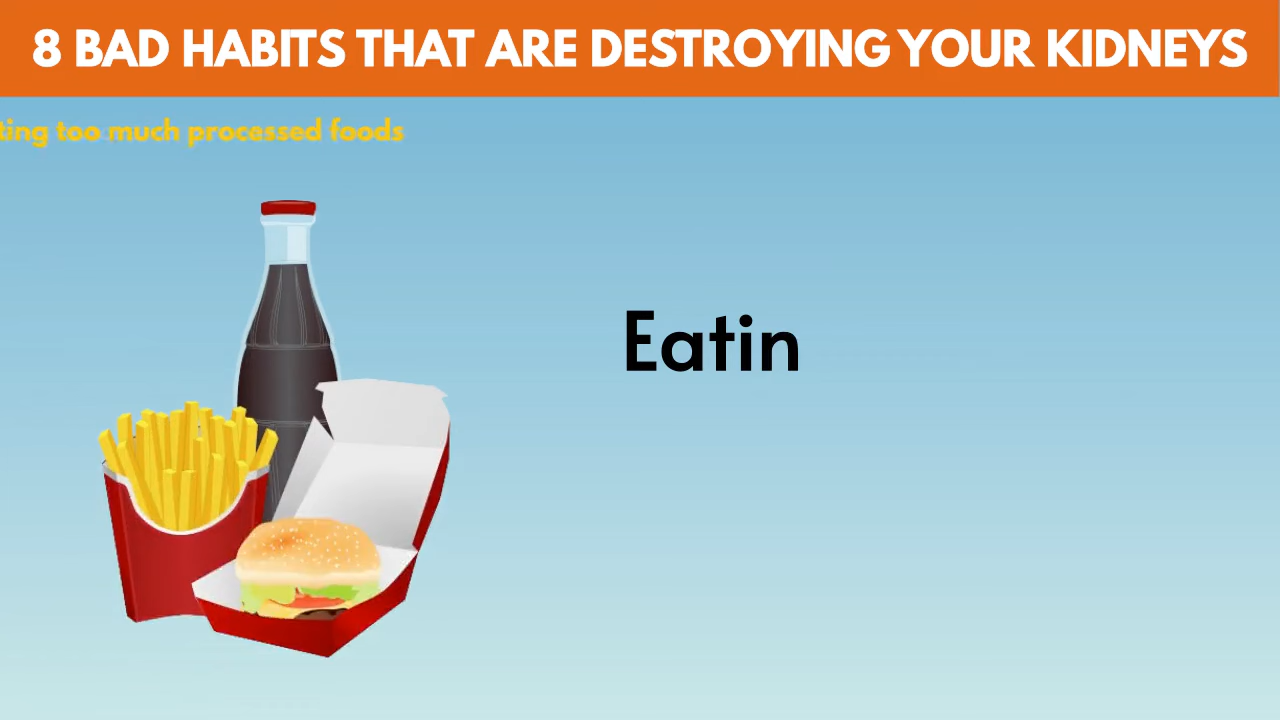 8 BAD HABITS THAT ARE DESTROYING YOUR KIDNEYS
ting too much processed foods
Eatin